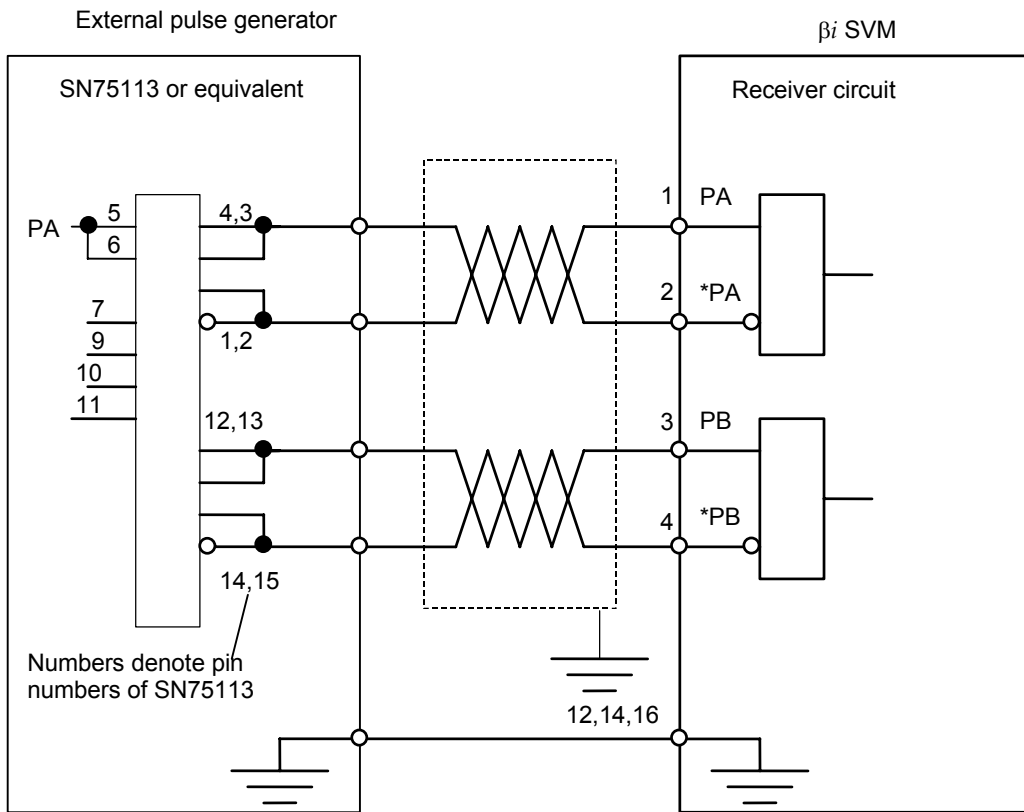 External pulse generator
βi SVM
SN75113 or equivalent
Receiver circuit
PA
5
6
7
9
10
11
4,3
1,2
12,13
14,15
1 PA
2 *PA
3 PB
4 *PB
Numbers denote pin
numbers of SN75113
12,14,16